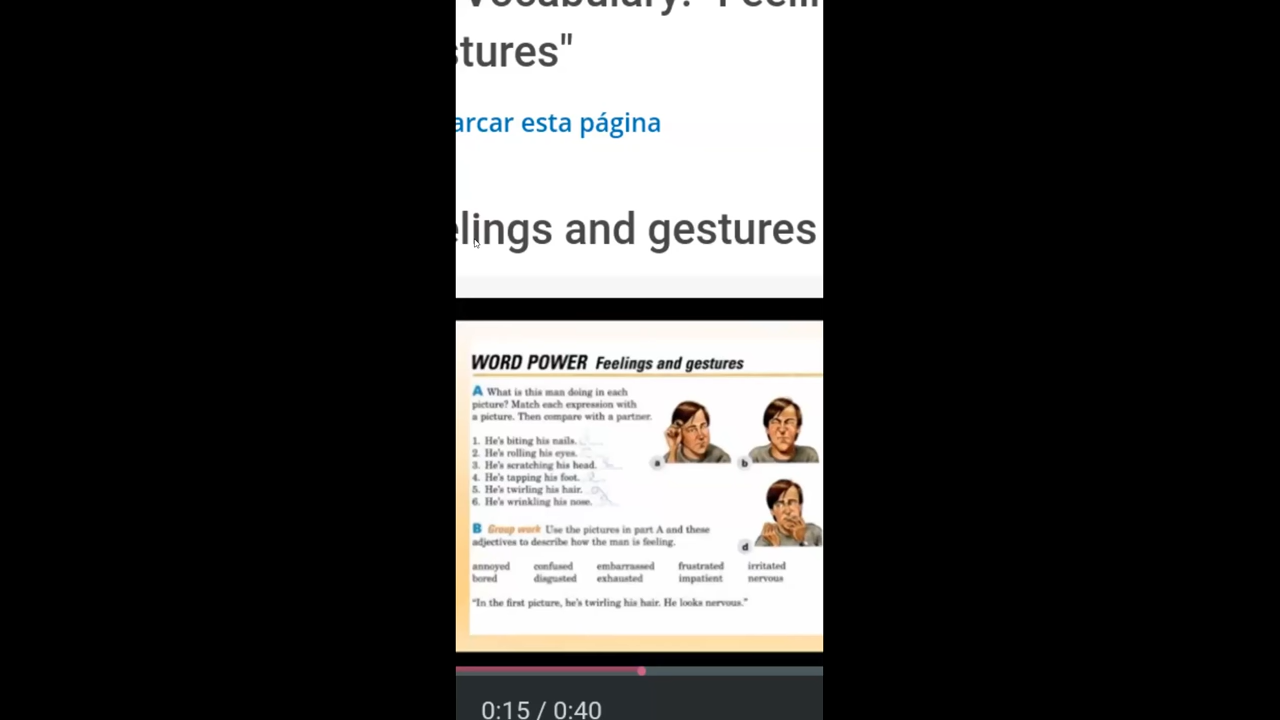 stures"
arcar esta página
elings and gestures
WORD POWER Feelings and gestures
A What is this man doing in each
picture? Match each expression with
a picture. Then compare with a partner.
1. He's biting his nails.
2. He's rolling his eyes.
3. He's scratching his head.
4. He's tapping his foot.
5. He's twirling his hair.
6. He's wrinkling his nose.
a
b
d
B Group work Use the pictures in part A and these
adjectives to describe how the man is feeling.
annoyed confused embarrassed frustrated irritated
bored disgusted exhausted impatient nervous
"In the first picture, he's twirling his hair. He looks nervous."
0:15 / 0:40